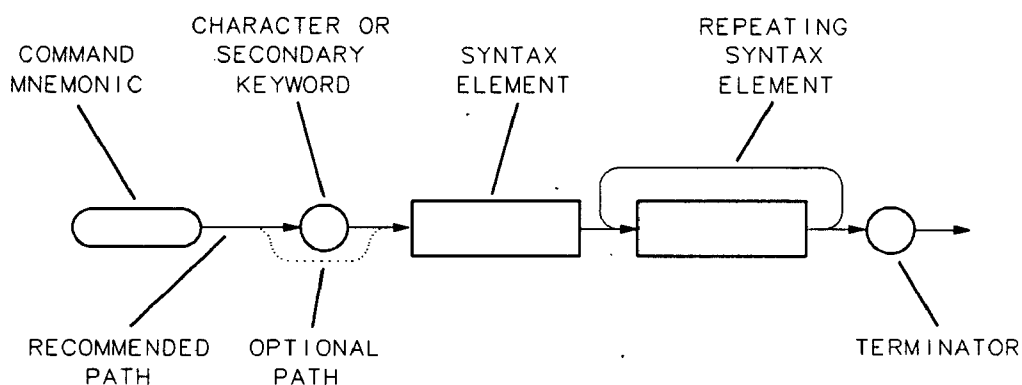 COMMAND
MNEMONIC
CHARACTER OR
SECONDARY
KEYWORD
SYNTAX
ELEMENT
REPEATING
SYNTAX
ELEMENT
RECOMMENDED
PATH
OPTIONAL
PATH
TERMINATOR